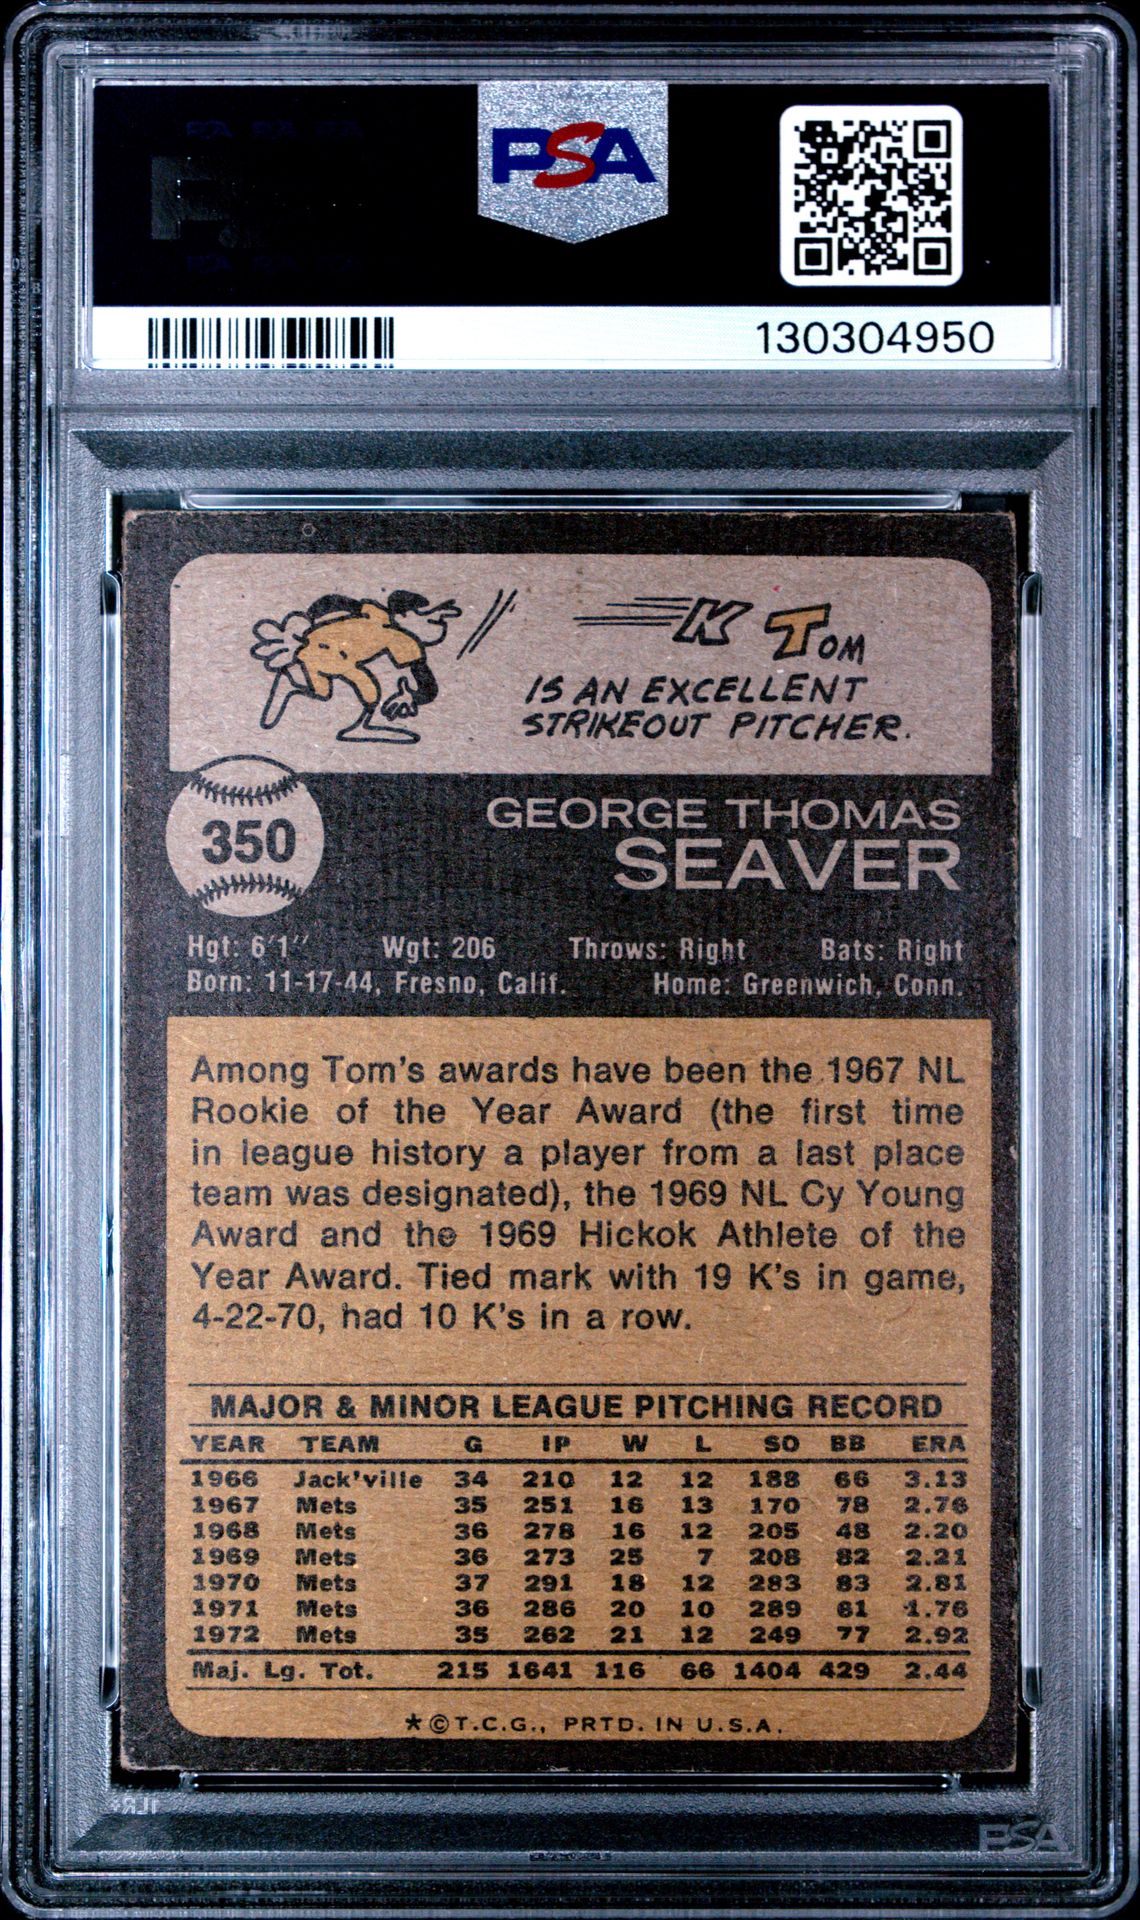 PSA
130304950
K TOM
IS AN EXCELLENT
STRIKEOUT PITCHER.
350
GEORGE THOMAS
SEAVER
Hgt: 6'1" Wgt: 206 Throws: Right Bats: Right
Born: 11-17-44, Fresno, Calif. Home: Greenwich, Conn.
Among Tom's awards have been the 1967 NL
Rookie of the Year Award (the first time
in league history a player from a last place
team was designated), the 1969 NL Cy Young
Award and the 1969 Hickok Athlete of the
Year Award. Tied mark with 19 K's in game,
4-22-70, had 10 K's in a row.
MAJOR & MINOR LEAGUE PITCHING RECORD
YEAR TEAM G IP W L SO BB ERA
1966 Jack'ville 34 210 12 12 188 66 3.13
1967 Mets 35 251 16 13 170 78 2.76
1968 Mets 36 278 16 12 205 48 2.20
1969 Mets 36 273 25 7 208 82 2.21
1970 Mets 37 291 18 12 283 83 2.81
1971 Mets 36 286 20 10 289 61 1.76
1972 Mets 35 262 21 12 249 77 2.92
Maj. Lg. Tot. 215 1641 116 66 1404 429 2.44
★ © T.C.G., PRTD. IN U.S.A.
PSA